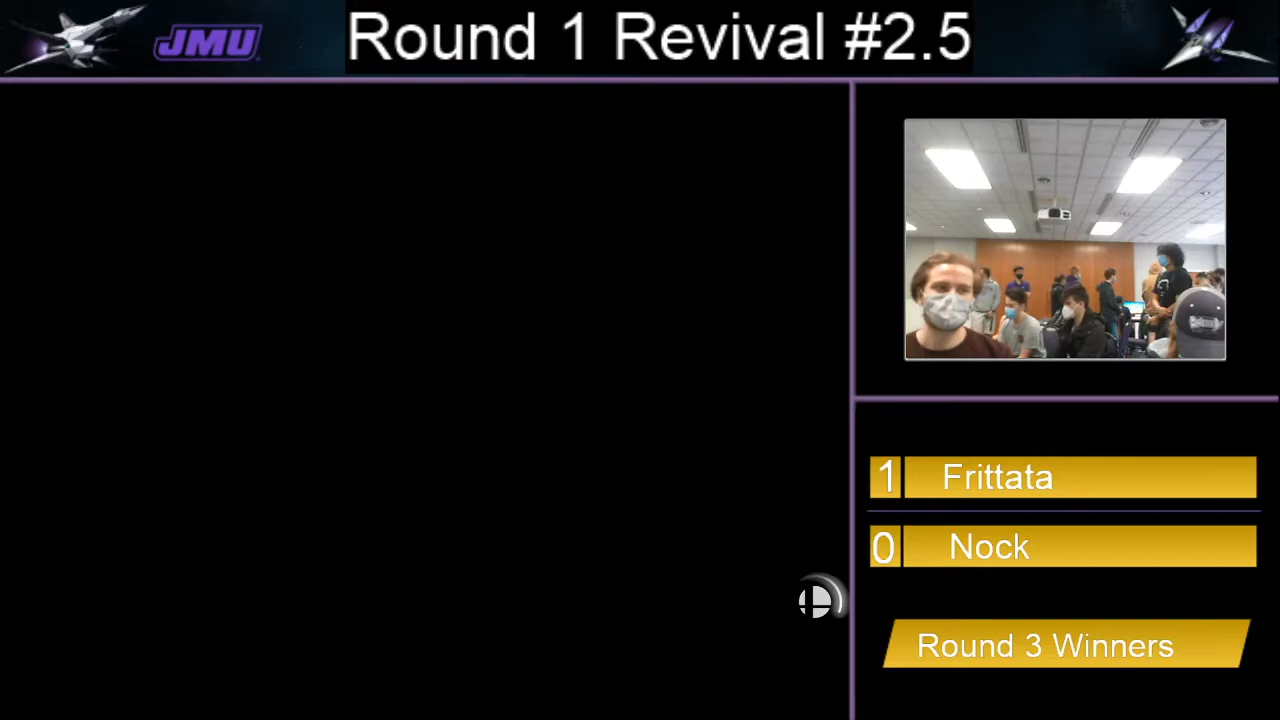 JMU
Round 1 Revival #2.5
1 Frittata
0 Nock
Round 3 Winners